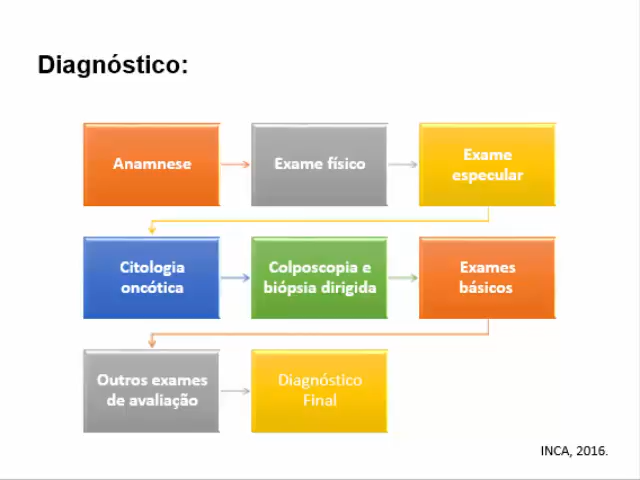 Diagnóstico:
Anamnese
Exame físico
Exame
especular
Citologia
oncótica
Colposcopia e
biópsia dirigida
Exames
básicos
Outros exames
de avaliação
Diagnóstico
Final
INCA, 2016.